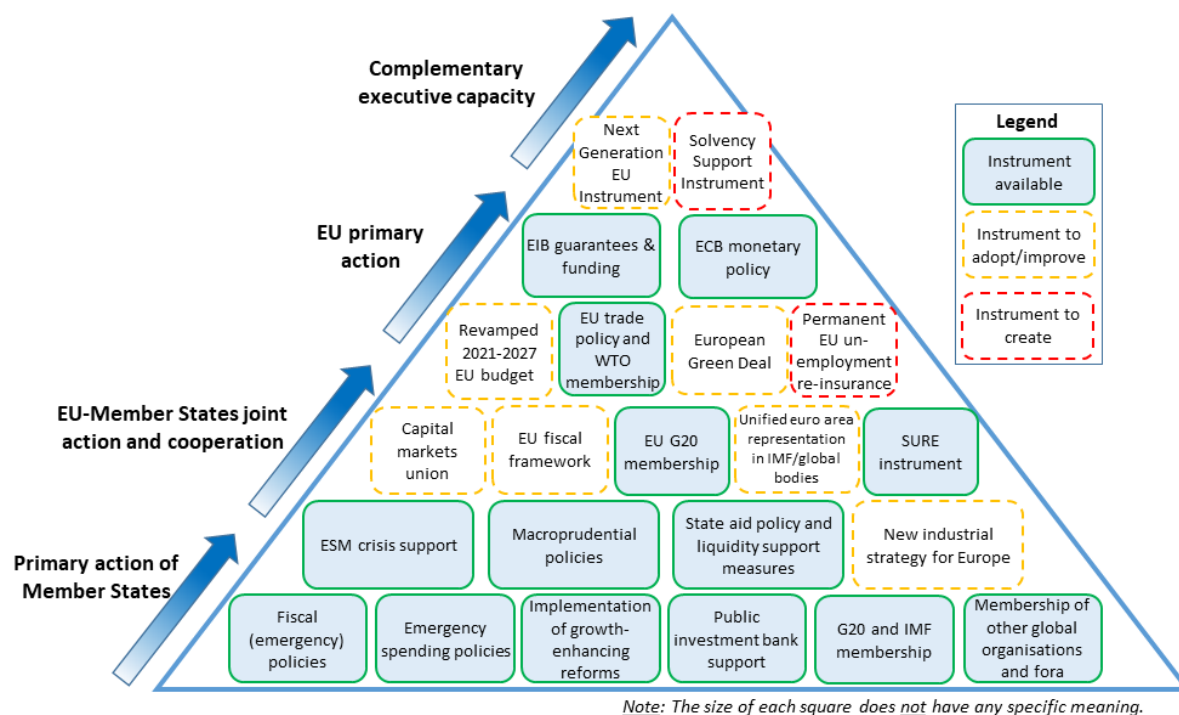 Complementary
executive capacity
EU primary
action
EU-Member States joint
action and cooperation
Primary action of
Member States
Next
Generation
EU
Instrument
Solvency
Support
Instrument
EIB guarantees &
funding
ECB monetary
policy
Revamped
2021-2027
EU budget
EU trade
policy and
WTO
membership
European
Green Deal
Permanent
EU un-
employment
re-insurance
Capital
markets
union
EU fiscal
framework
EU G20
membership
Unified euro area
representation
in IMF/global
bodies
SURE
instrument
ESM crisis support
Macroprudential
policies
State aid policy and
liquidity support
measures
New industrial
strategy for Europe
Fiscal
(emergency)
policies
Emergency
spending policies
Implementation
of growth-
enhancing
reforms
Public
investment bank
support
G20 and IMF
membership
Membership of
other global
organisations
and fora
Legend
Instrument
available
Instrument to
adopt/improve
Instrument to
create
Note: The size of each square does not have any specific meaning.